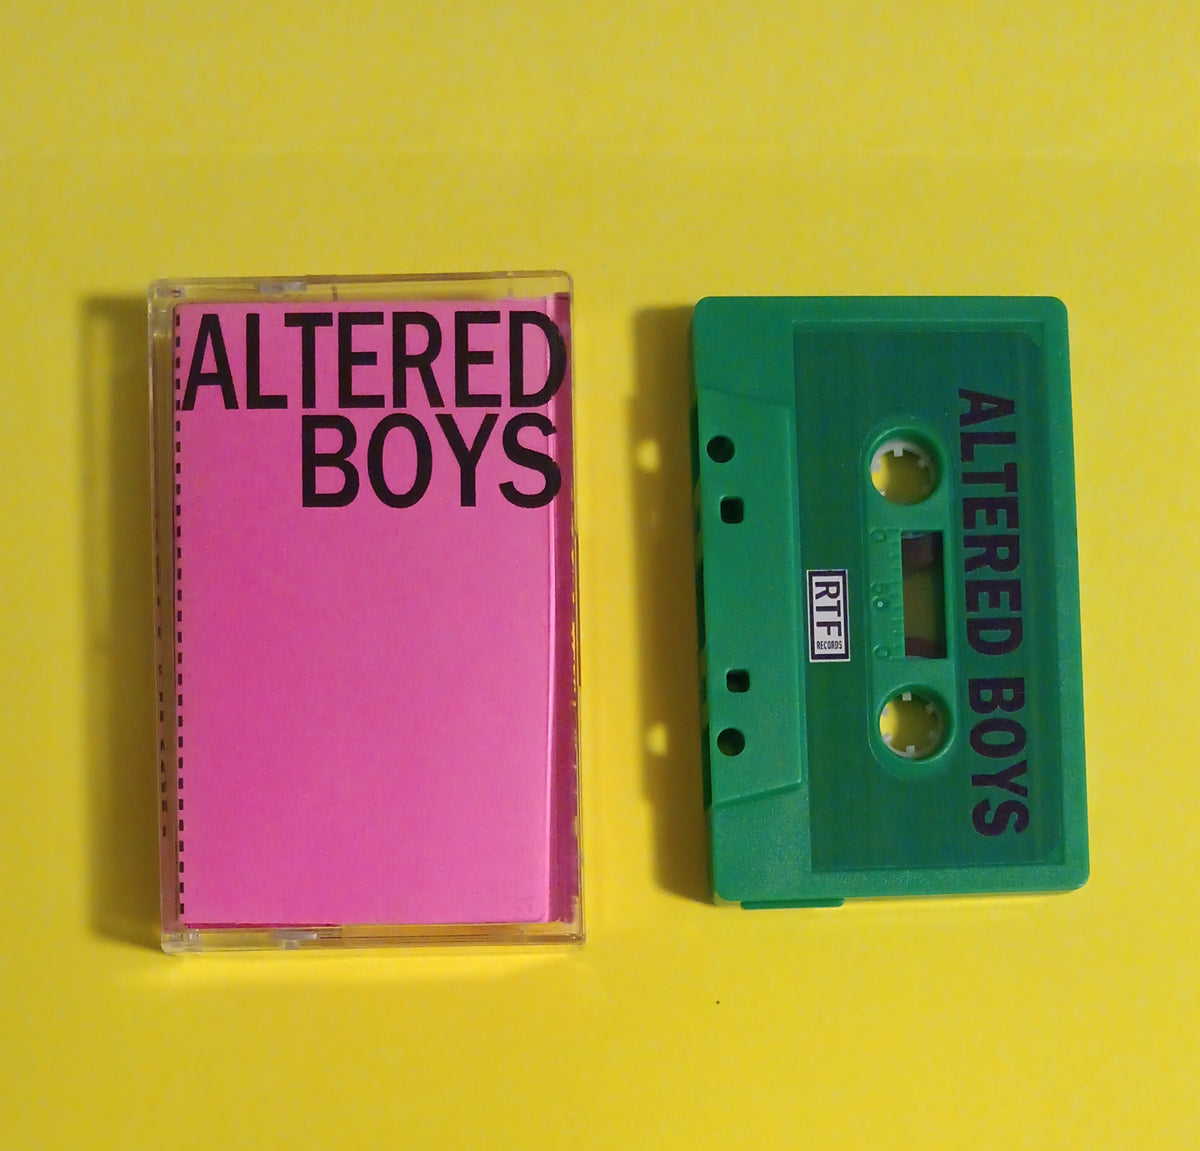 ALTERED
BOYS
ALTERED BOYS
RTF
RECORDS